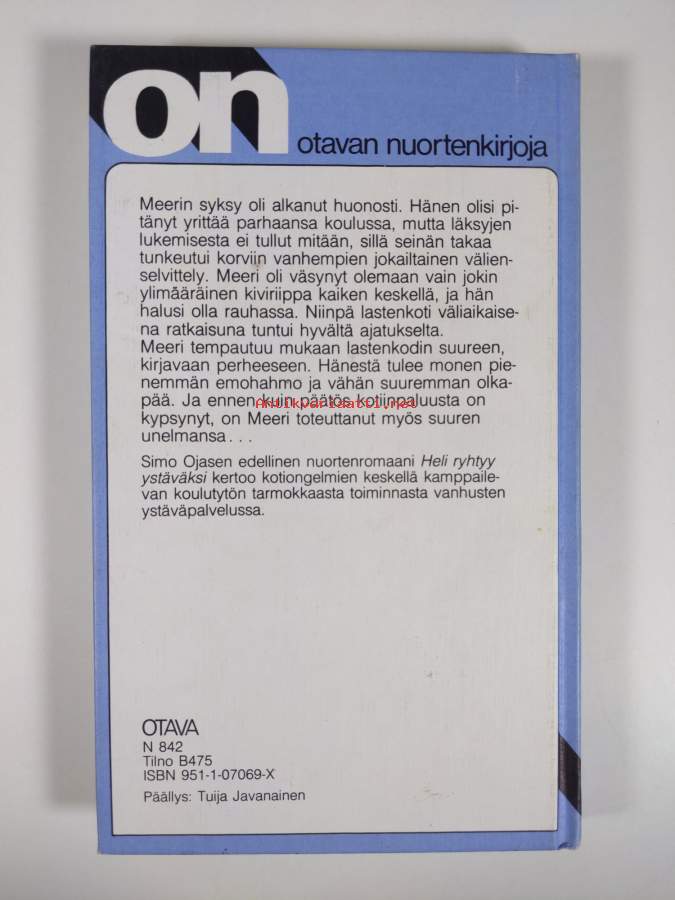 on
otavan nuortenkirjoja
Meerin syksy oli alkanut huonosti. Hänen olisi pi-
tänyt yrittää parhaansa koulussa, mutta läksyjen
lukemisesta ei tullut mitään, sillä seinän takaa
tunkeutui korviin vanhempien jokailtainen välien-
selvittely. Meeri oli väsynyt olemaan vain jokin
ylimääräinen kiviriippa kaiken keskellä, ja hän
halusi olla rauhassa. Niinpä lastenkoti väliaikaise-
na ratkaisuna tuntui hyvältä ajatukselta.
Meeri tempautuu mukaan lastenkodin suureen,
kirjavaan perheeseen. Hänestä tulee monen pie-
nemmän emohahmo ja vähän suuremman olka-
pää. Ja ennen kuin päätös kotiinpaluusta on
Antikvariaatti.net
kypsynyt, on Meeri toteuttanut myös suuren
unelmansa . . .
Simo Ojasen edellinen nuortenromaani Heli ryhtyy
ystäväksi kertoo kotiongelmien keskellä kamppaile-
van koulutytön tarmokkaasta toiminnasta vanhusten
ystäväpalvelussa.
OTAVA
N 842
Tilno B475
ISBN 951-1-07069-X
Päällys: Tuija Javanainen